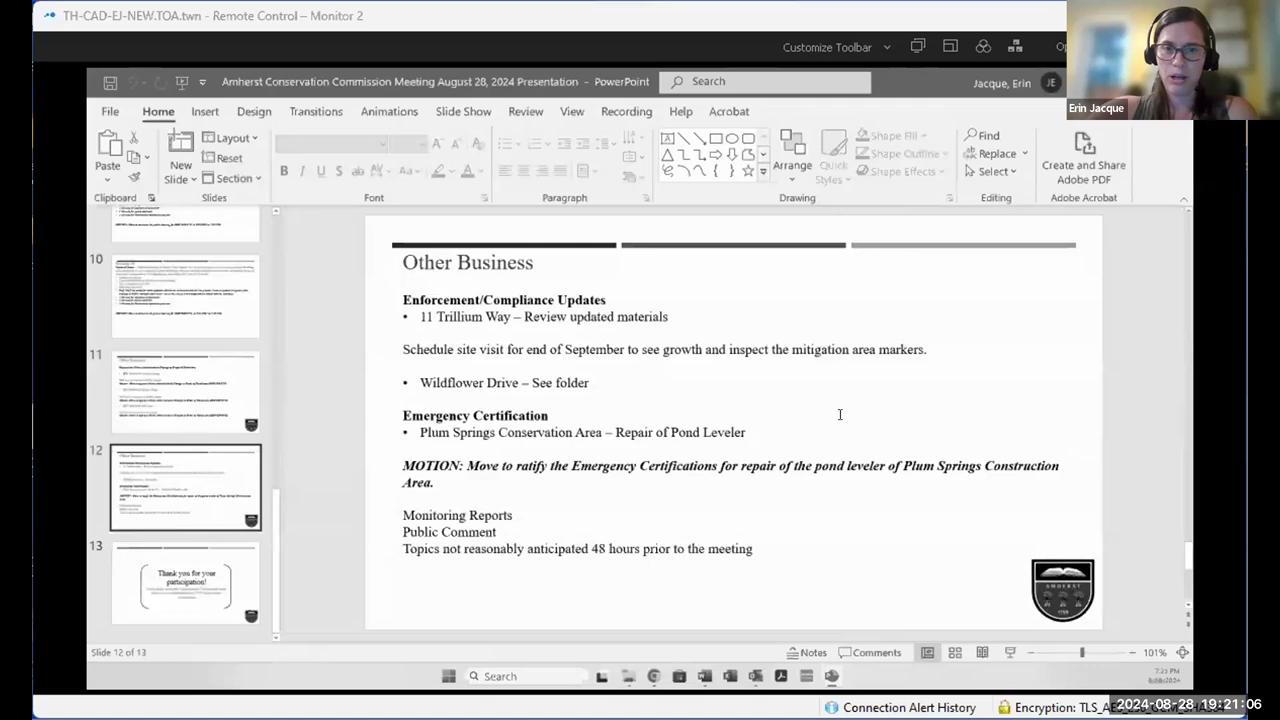 TH-CAD-EJ-NEW.TOA.twn - Remote Control – Monitor 2
Customize Toolbar
Erin Jacque
Amherst Conservation Commission Meeting August 28, 2024 Presentation - PowerPoint
Search
Jacque, Erin
JE
File Home Insert Design Transitions Animations Slide Show Review View Recording Help Acrobat
Paste
New
Slide
Layout
Reset
Section
Arrange
Quick
Styles
Shape Fill
Shape Outline
Shape Effects
Find
Replace
Select
Create and Share
Adobe PDF
Clipboard
Slides
Font
Paragraph
Drawing
Editing
Adobe Acrobat
10
11
12
13
Thank you for your
participation!
Other Business
Enforcement/Compliance Updates
• 11 Trillium Way – Review updated materials
Schedule site visit for end of September to see growth and inspect the mitigation area markers.
• Wildflower Drive – See folder
Emergency Certification
• Plum Springs Conservation Area – Repair of Pond Leveler
MOTION: Move to ratify the Emergency Certifications for repair of the pond leveler of Plum Springs Construction
Area.
Monitoring Reports
Public Comment
Topics not reasonably anticipated 48 hours prior to the meeting
AMHERST
1759
Slide 12 of 13
Notes
Comments
101%
Search
Connection Alert History
Encryption:
2024-08-28 19:21:06